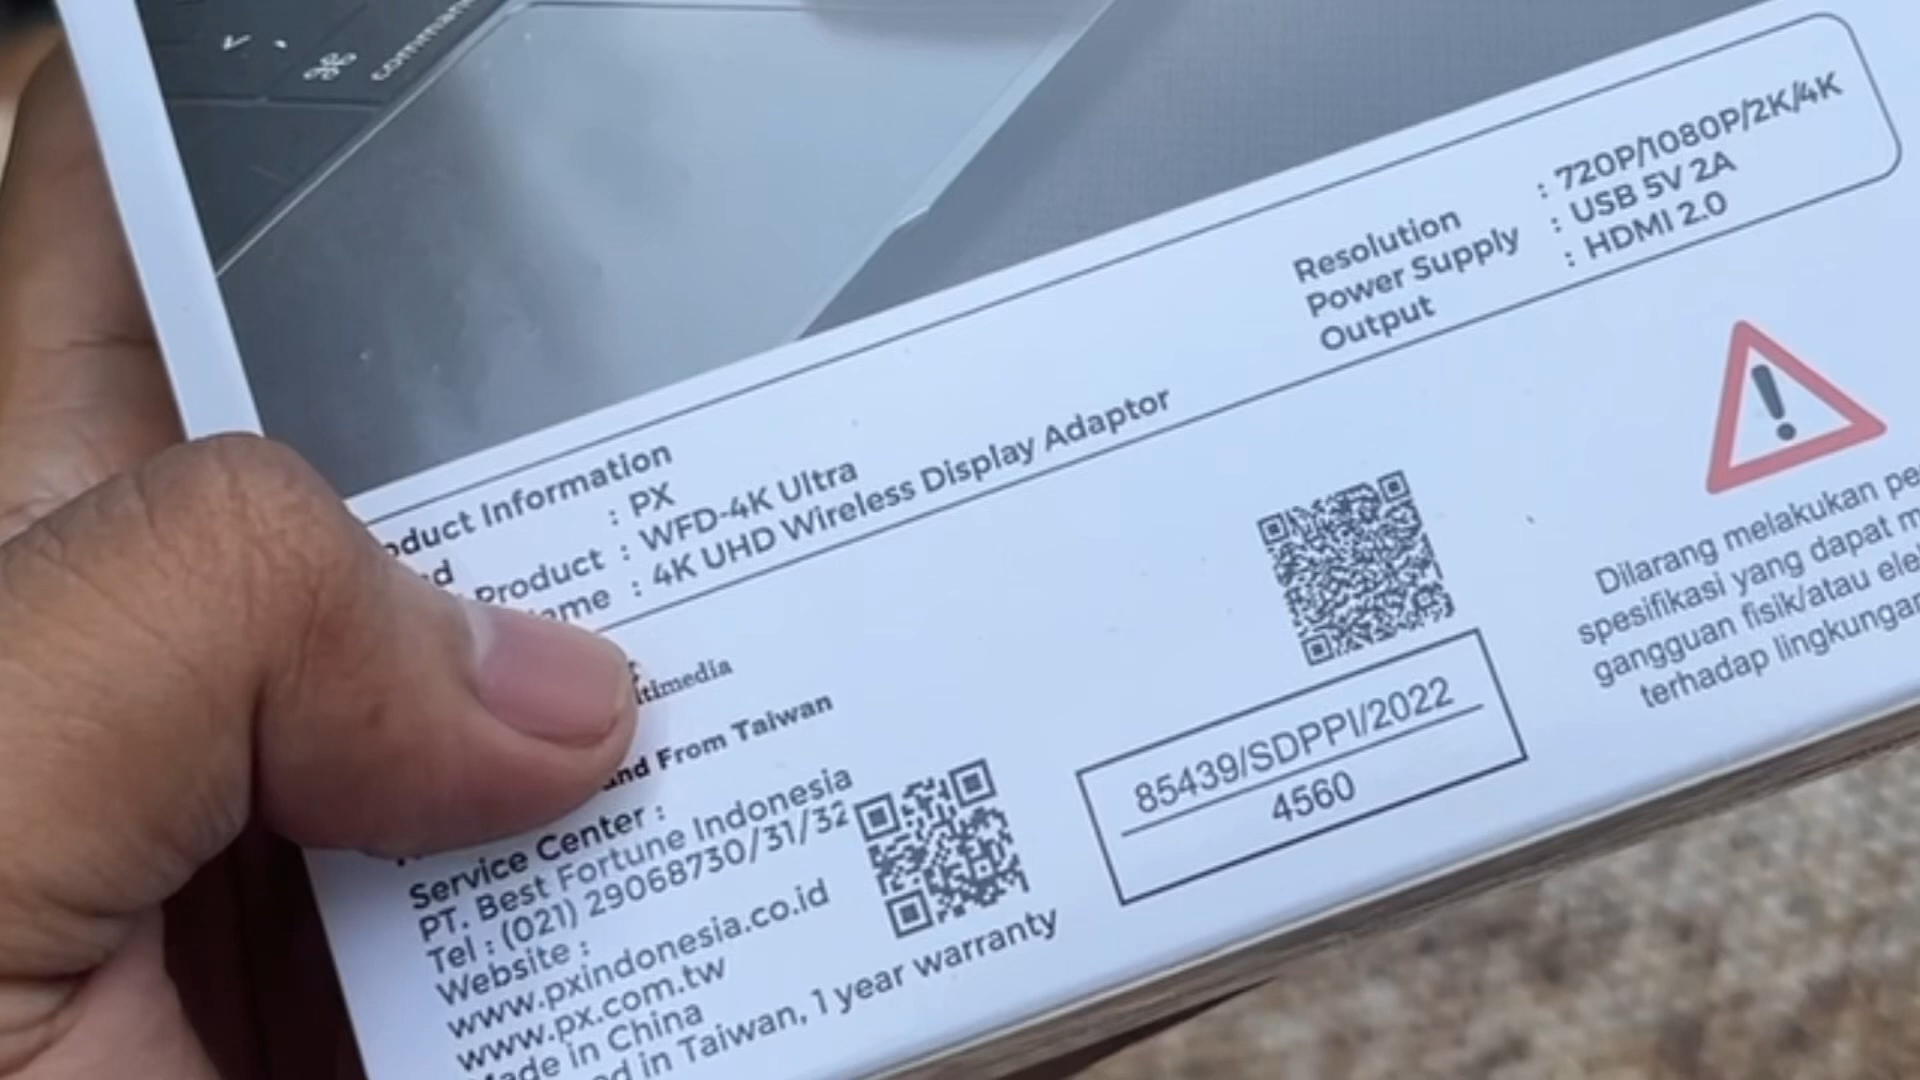 command
Resolution : 720P/1080P/2K/4K
Power Supply : USB 5V 2A
Output : HDMI 2.0
oduct Information
: PX
Product : WFD-4K Ultra
ame : 4K UHD Wireless Display Adaptor
timedia
and From Taiwan
Service Center :
PT. Best Fortune Indonesia
Tel : (021) 29068730/31/32
Website :
www.pxindonesia.co.id
www.px.com.tw
Made in China
ed in Taiwan, 1 year warranty
85439/SDPPI/2022
4560
Dilarang melakukan pe
spesifikasi yang dapat m
gangguan fisik/atau ele
terhadap lingkungan